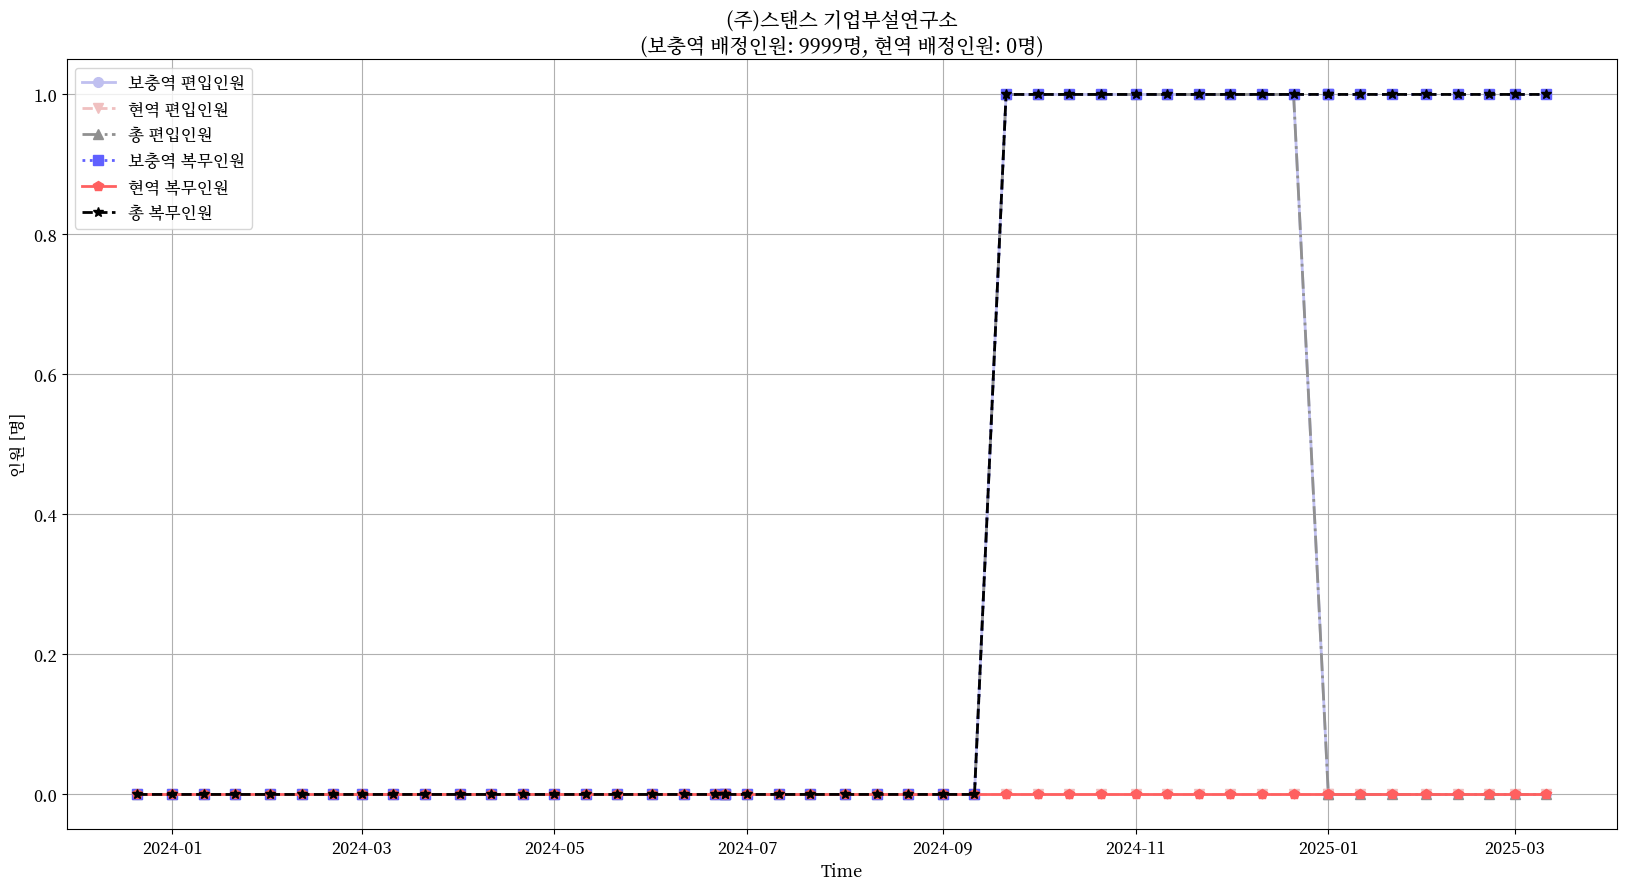 (주)스탠스 기업부설연구소
(보충역 배정인원: 9999명, 현역 배정인원: 0명)
보충역 편입인원
현역 편입인원
총 편입인원
보충역 복무인원
현역 복무인원
총 복무인원
인원 [명]
1.0
0.8
0.6
0.4
0.2
0.0
2024-01 2024-03 2024-05 2024-07 2024-09 2024-11 2025-01 2025-03
Time